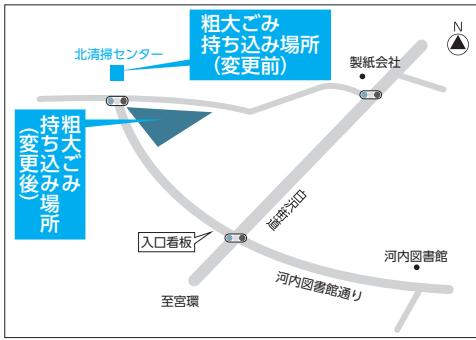 粗大ごみ
持ち込み場所
（変更前）
N
北清掃センター
製紙会社
粗大ごみ
持ち込み場所
（変更後）
白沢街道
入口看板
河内図書館
河内図書館通り
至宮環